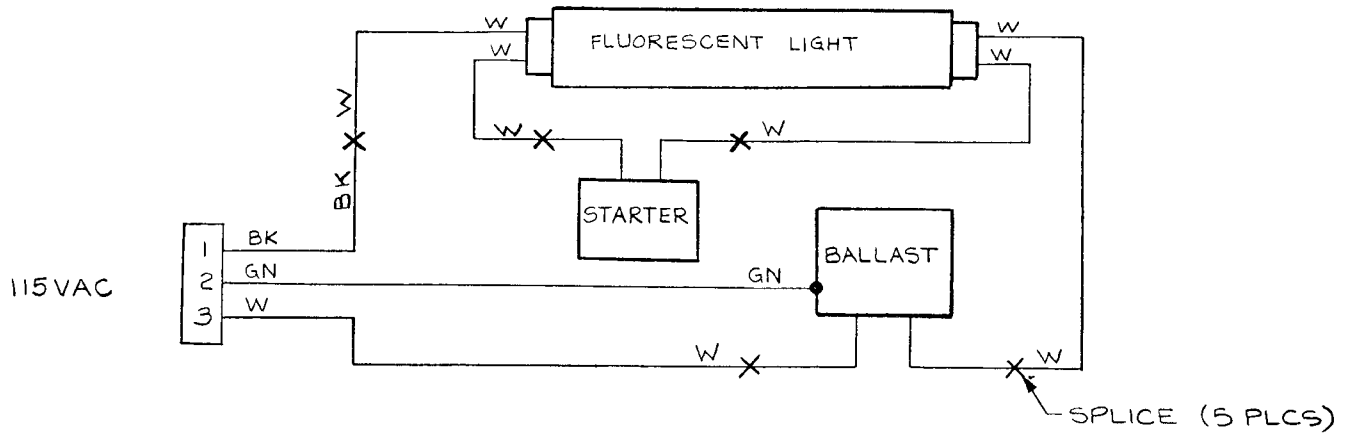 W
W
FLUORESCENT LIGHT
W
W
W
W
W
BK
STARTER
BALLAST
115VAC
1
BK
2
GN
GN
3
W
W
W
SPLICE (5 PLCS)